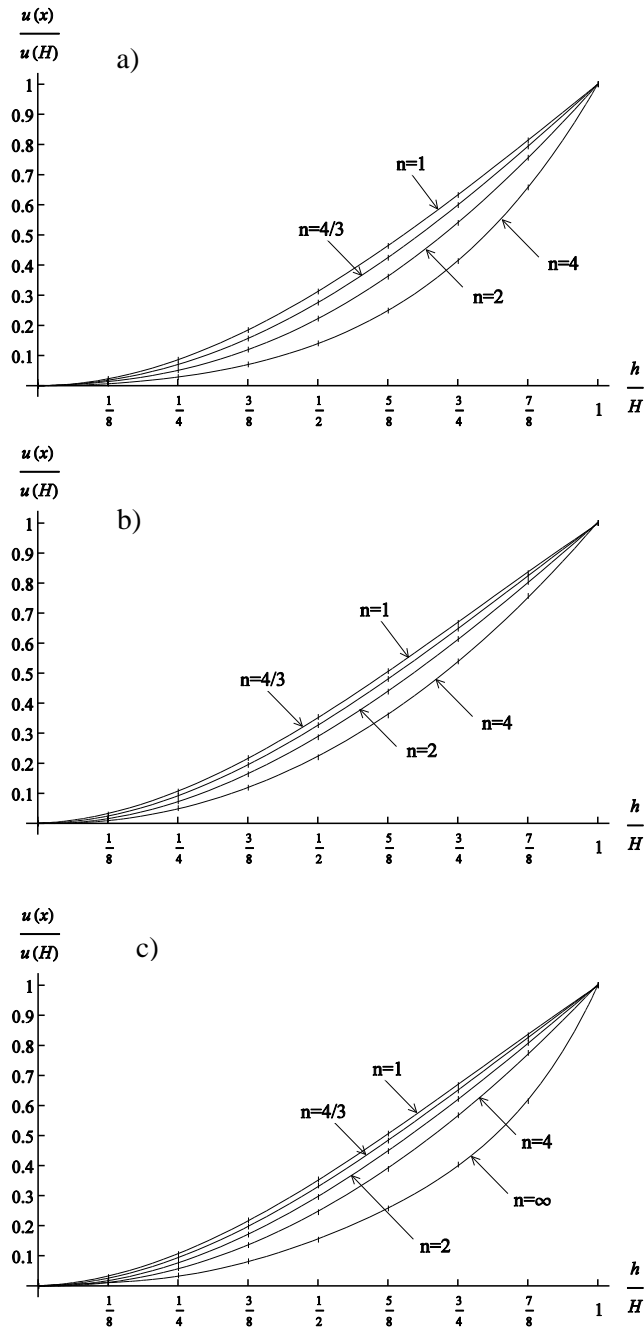 u(x)
u(H)
a)
1
0.9
0.8
0.7
0.6
0.5
0.4
0.3
0.2
0.1
n=1
n=4/3
n=2
n=4
h
H
1/8
1/4
3/8
1/2
5/8
3/4
7/8
1
u(x)
u(H)
b)
1
0.9
0.8
0.7
0.6
0.5
0.4
0.3
0.2
0.1
n=1
n=4/3
n=2
n=4
h
H
1/8
1/4
3/8
1/2
5/8
3/4
7/8
1
u(x)
u(H)
c)
1
0.9
0.8
0.7
0.6
0.5
0.4
0.3
0.2
0.1
n=1
n=4/3
n=4
n=∞
n=2
h
H
1/8
1/4
3/8
1/2
5/8
3/4
7/8
1